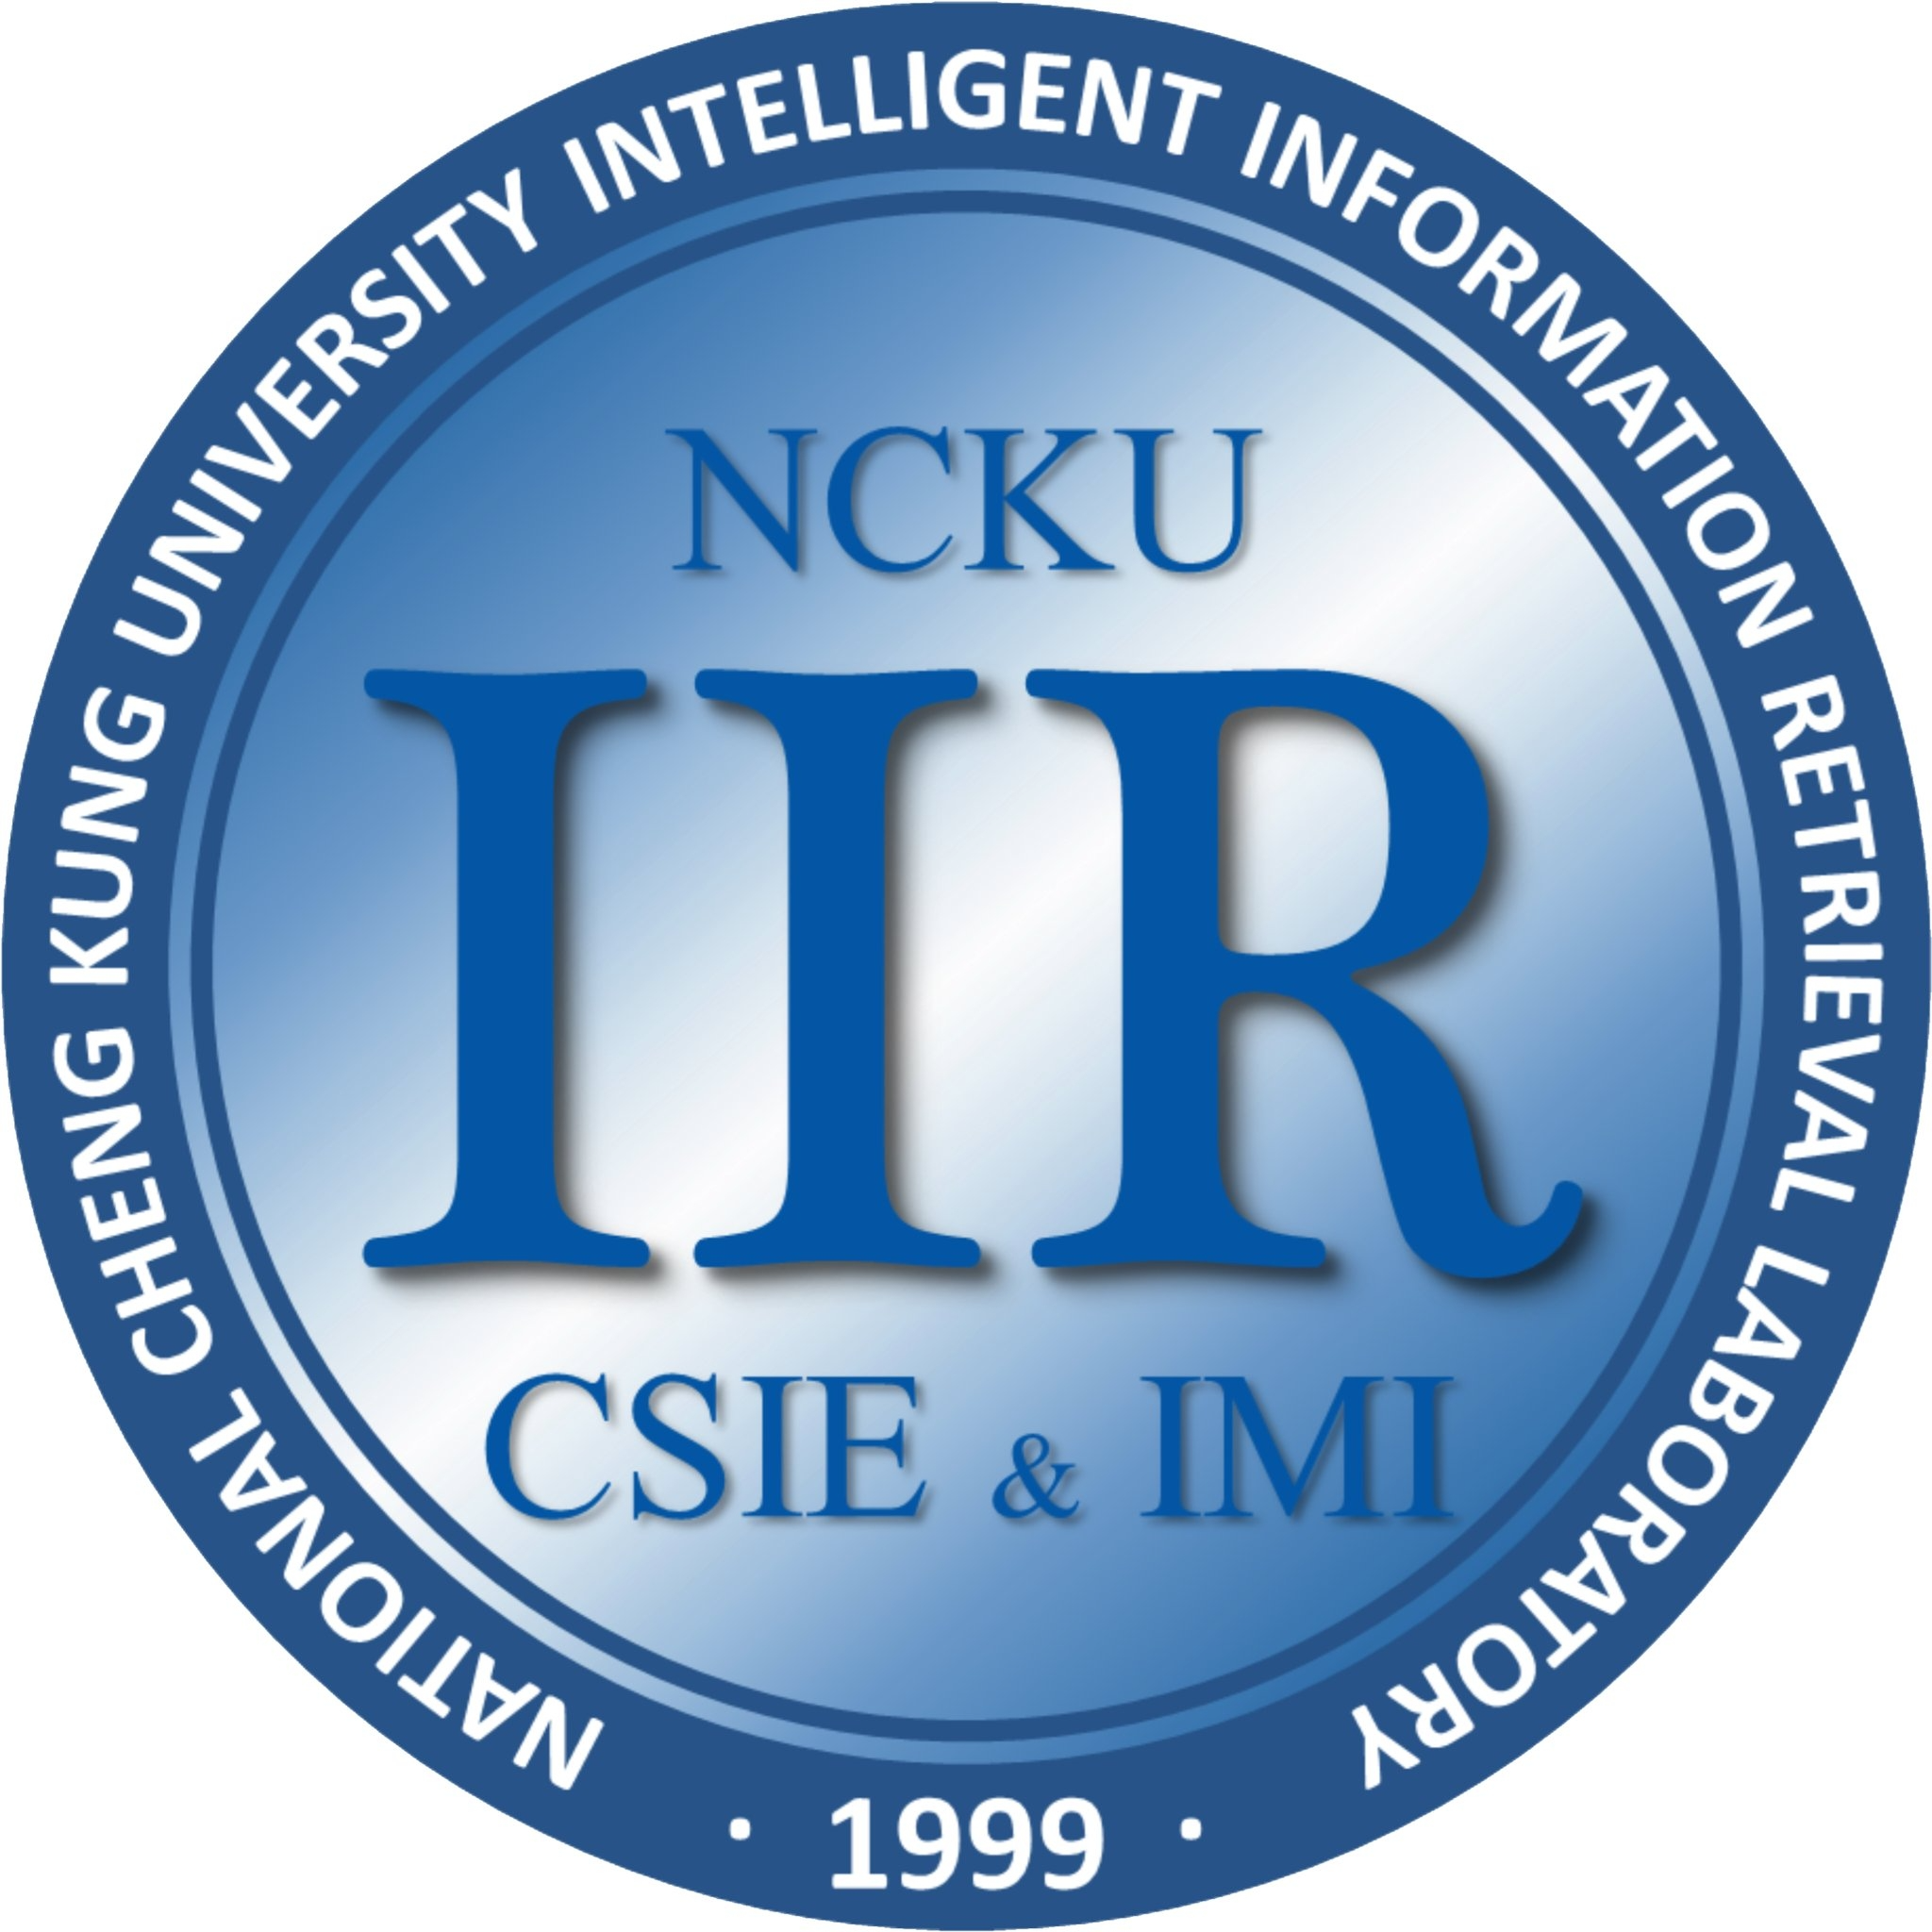 NATIONAL CHENG KUNG UNIVERSITY INTELLIGENT INFORMATION RETRIEVAL LABORATORY
NCKU
IIR
CSIE & IMI
· 1999 ·